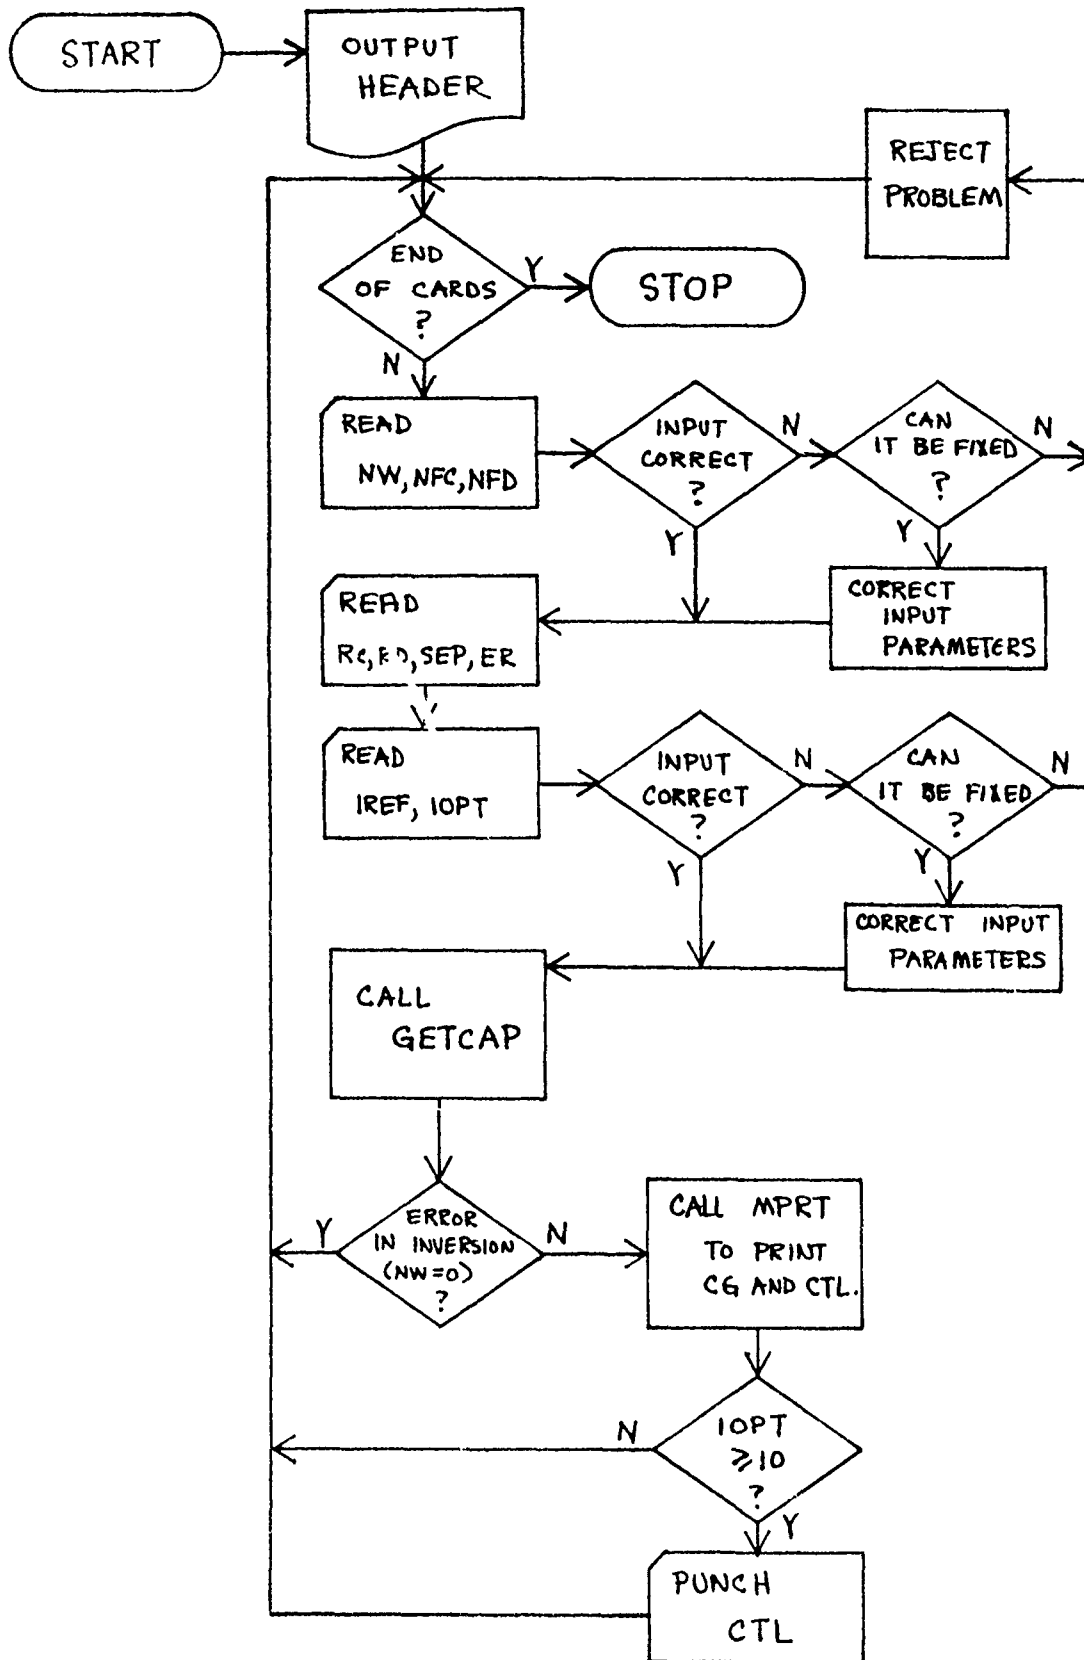 START
OUTPUT
HEADER
REJECT
PROBLEM
END
OF CARDS
?
Y
STOP
N
READ
NW, NFC, NFD
INPUT
CORRECT
?
N
Y
CAN
IT BE FIXED
?
N
Y
CORRECT
INPUT
PARAMETERS
READ
SEP, ER
READ
IREF, IOPT
INPUT
CORRECT
?
N
Y
CAN
IT BE FIXED
?
N
Y
CORRECT INPUT
PARAMETERS
CALL
GETCAP
ERROR
IN INVERSION
(NW=0)
?
Y
N
CALL MPRT
TO PRINT
CG AND CTL.
IOPT
≥10
?
N
Y
PUNCH
CTL